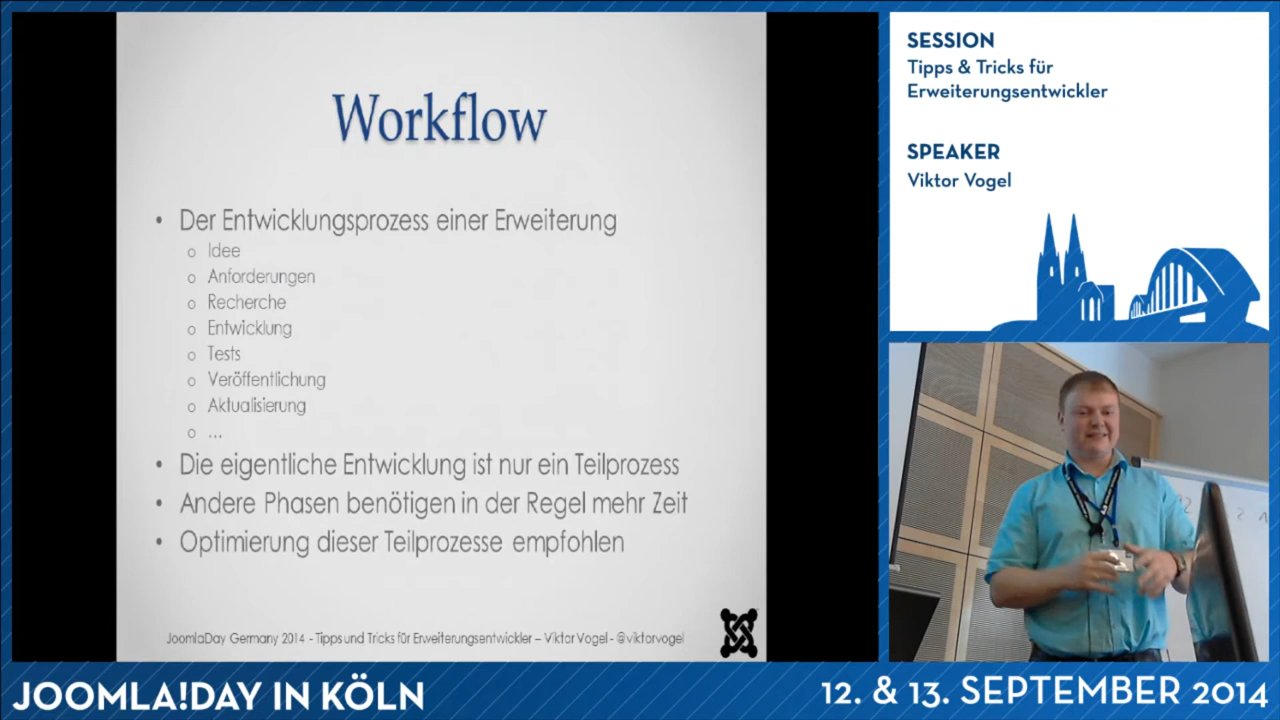 Workflow
• Der Entwicklungsprozess einer Erweiterung
o Idee
o Anforderungen
o Recherche
o Entwicklung
o Tests
o Veröffentlichung
o Aktualisierung
o ...
• Die eigentliche Entwicklung ist nur ein Teilprozess
• Andere Phasen benötigen in der Regel mehr Zeit
• Optimierung dieser Teilprozesse empfohlen
JoomlaDay Germany 2014 - Tipps und Tricks für Erweiterungsentwickler – Viktor Vogel - @viktorvogel
SESSION
Tipps & Tricks für
Erweiterungsentwickler
SPEAKER
Viktor Vogel
JOOMLA!DAY IN KÖLN
12. & 13. SEPTEMBER 2014